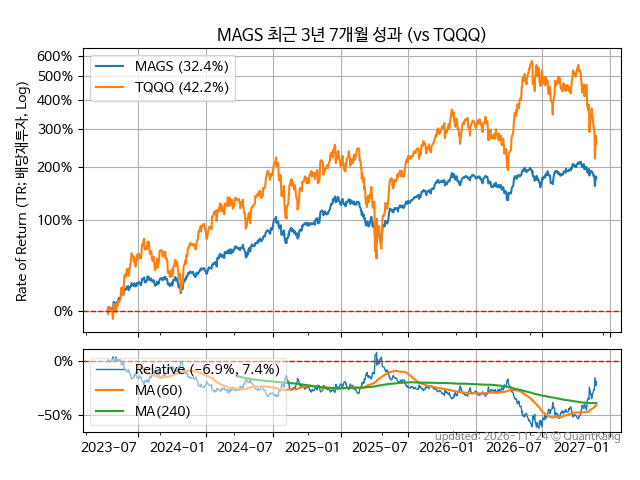 MAGS 최근 3년 7개월 성과 (vs TQQQ)
Rate of Return (TR; 배당재투자, Log)
600%
500%
400%
300%
200%
100%
0%
MAGS (32.4%)
TQQQ (42.2%)
0%
−50%
Relative (−6.9%, 7.4%)
MA(60)
MA(240)
updated: 2026-11-24 © QuantKang
2023-07 2024-01 2024-07 2025-01 2025-07 2026-01 2026-07 2027-01